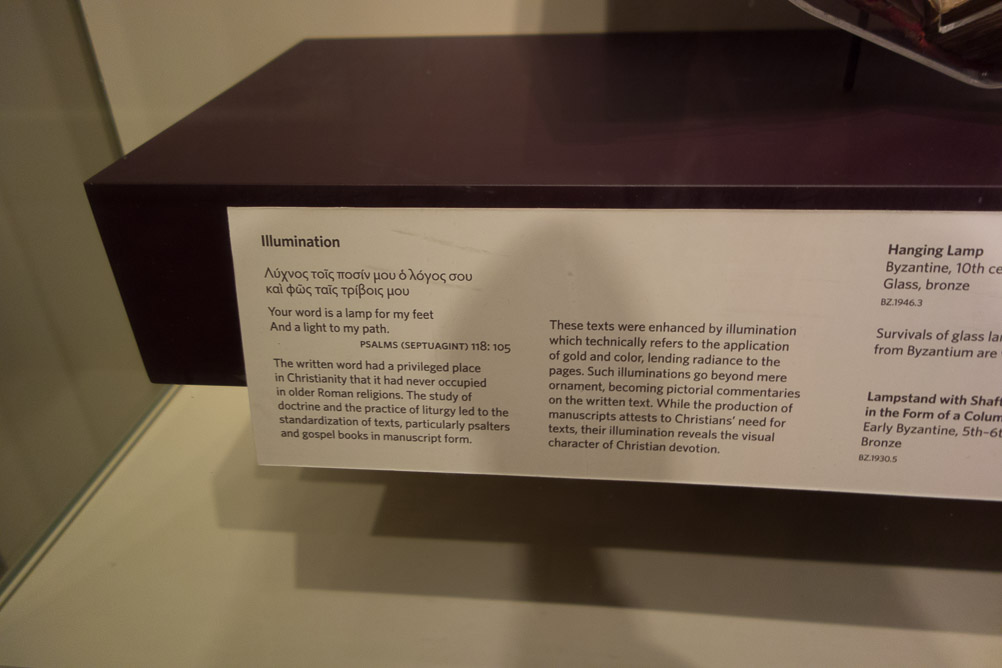 Illumination
Λύχνος τοῖς ποσίν μου ὁ λόγος σου
καὶ φῶς ταῖς τρίβοις μου
Your word is a lamp for my feet
And a light to my path.
PSALMS (SEPTUAGINT) 118: 105
The written word had a privileged place
in Christianity that it had never occupied
in older Roman religions. The study of
doctrine and the practice of liturgy led to the
standardization of texts, particularly psalters
and gospel books in manuscript form.
These texts were enhanced by illumination
which technically refers to the application
of gold and color, lending radiance to the
pages. Such illuminations go beyond mere
ornament, becoming pictorial commentaries
on the written text. While the production of
manuscripts attests to Christians' need for
texts, their illumination reveals the visual
character of Christian devotion.
Hanging Lamp
Byzantine, 10th
Glass, bronze
BZ.1946.3
Survivals of glass
from Byzantium are
Lampstand with Shaft
in the Form of a
Early Byzantine,
Bronze
BZ.1930.5